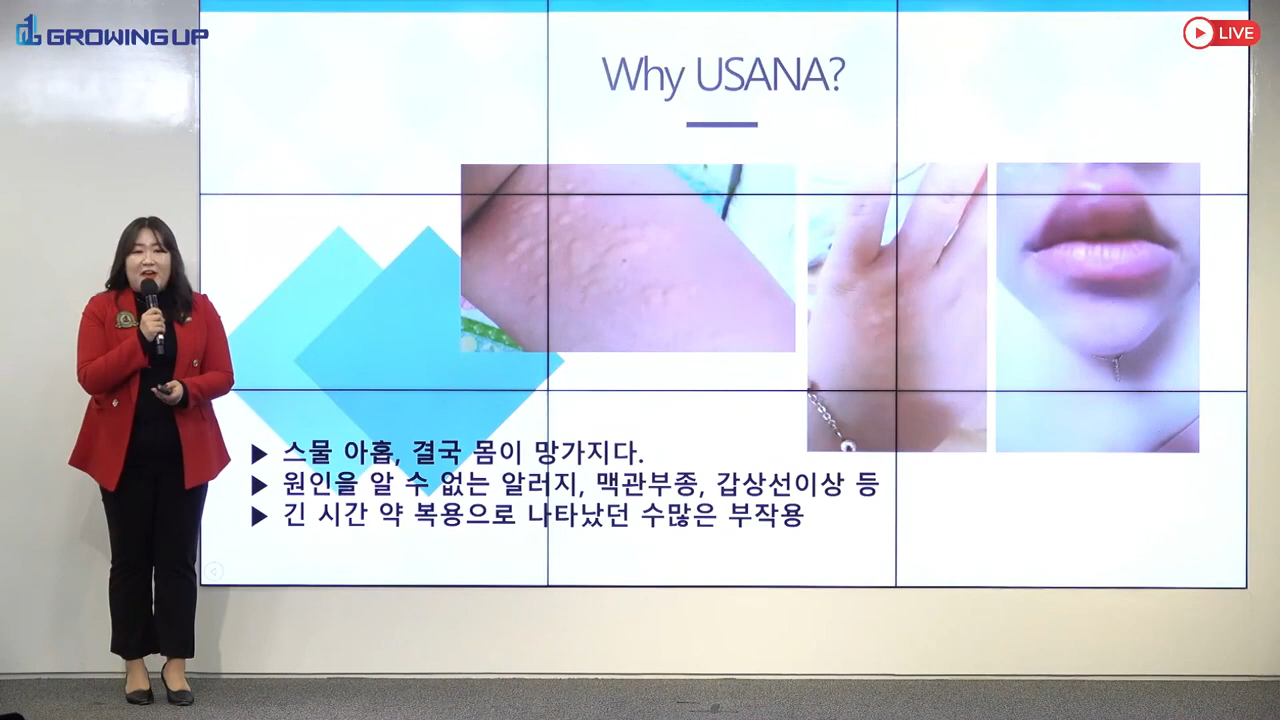 GROWING UP
LIVE
Why USANA?
▶ 스물 아홉, 결국 몸이 망가지다.
▶ 원인을 알 수 없는 알러지, 맥관부종, 갑상선이상 등
▶ 긴 시간 약 복용으로 나타났던 수많은 부작용